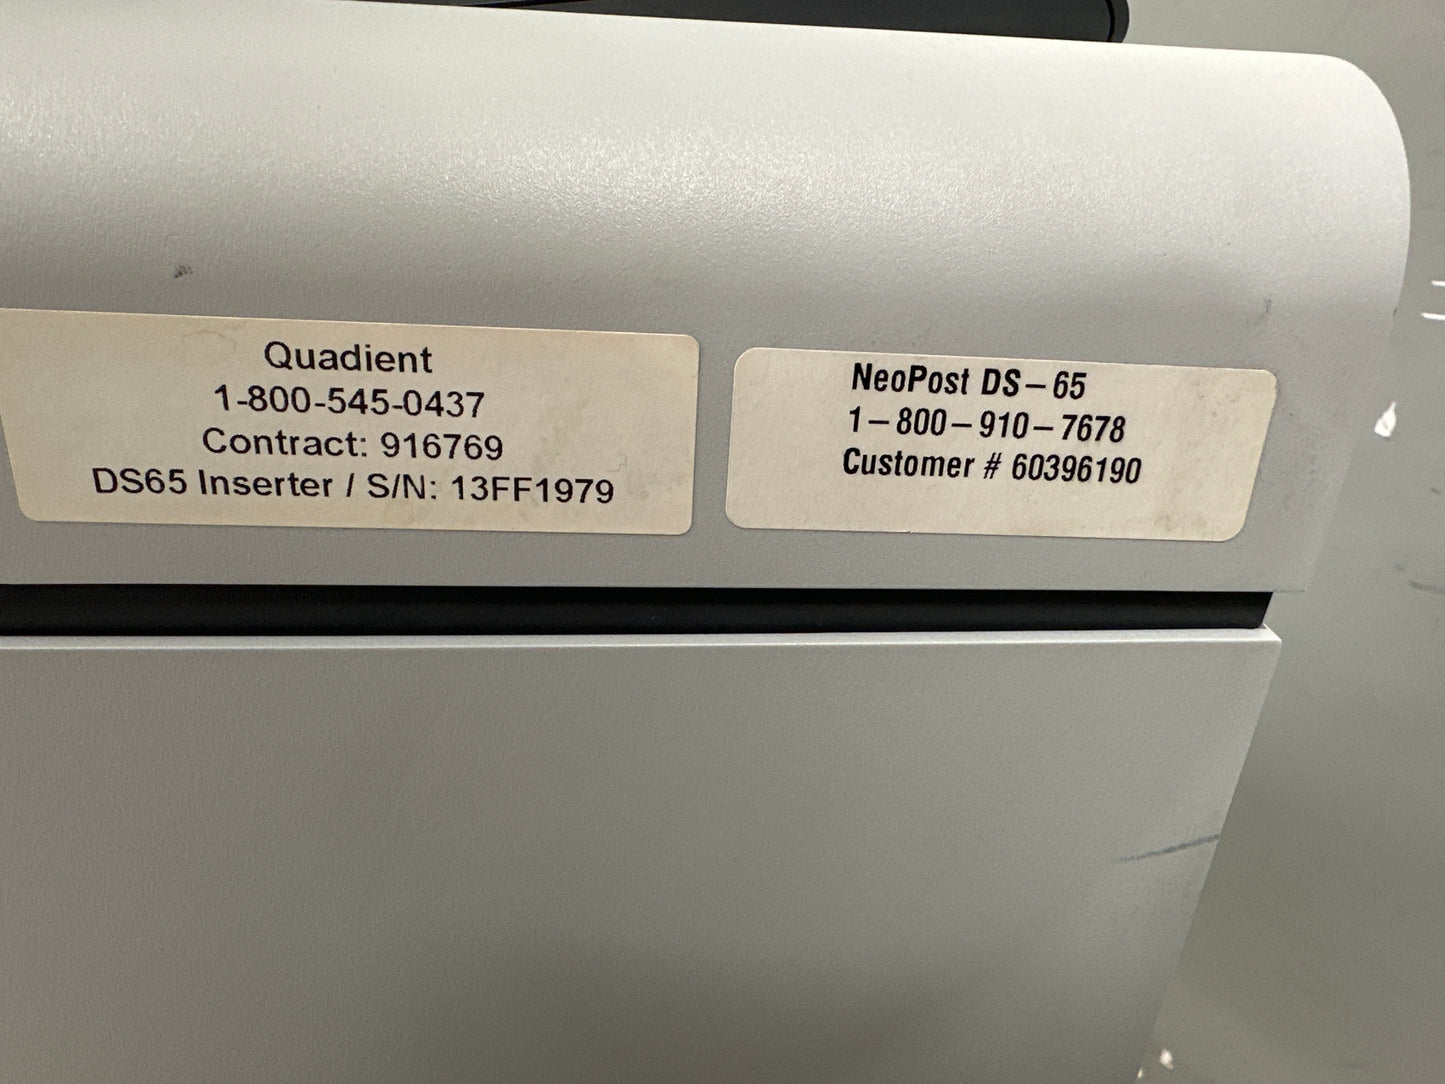 Quadient
1-800-545-0437
Contract: 916769
DS65 Inserter / S/N: 13FF1979
NeoPost DS-65
1-800-910-7678
Customer # 60396190